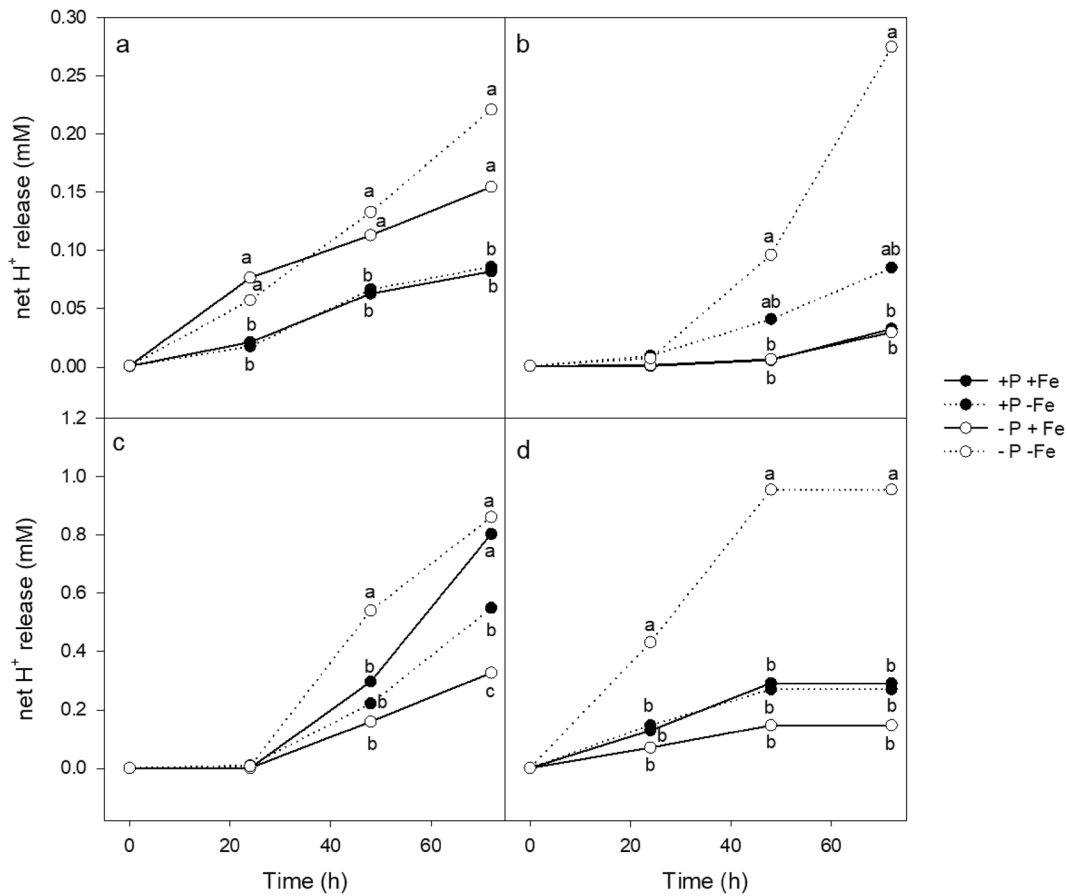 0.30
0.25
0.20
0.15
0.10
0.05
0.00
net H+ release (mM)
a
a
a
a
a
a
a
b
b
b
b
b
b
b
a
a
ab
ab
b
b
b
b
1.2
1.0
0.8
0.6
0.4
0.2
0.0
net H+ release (mM)
c
a
a
a
b
b
b
b
c
d
a
a
a
b
b
b
b
b
b
b
b
b
0 20 40 60
Time (h)
0 20 40 60
Time (h)
+P +Fe
+P -Fe
- P + Fe
- P -Fe